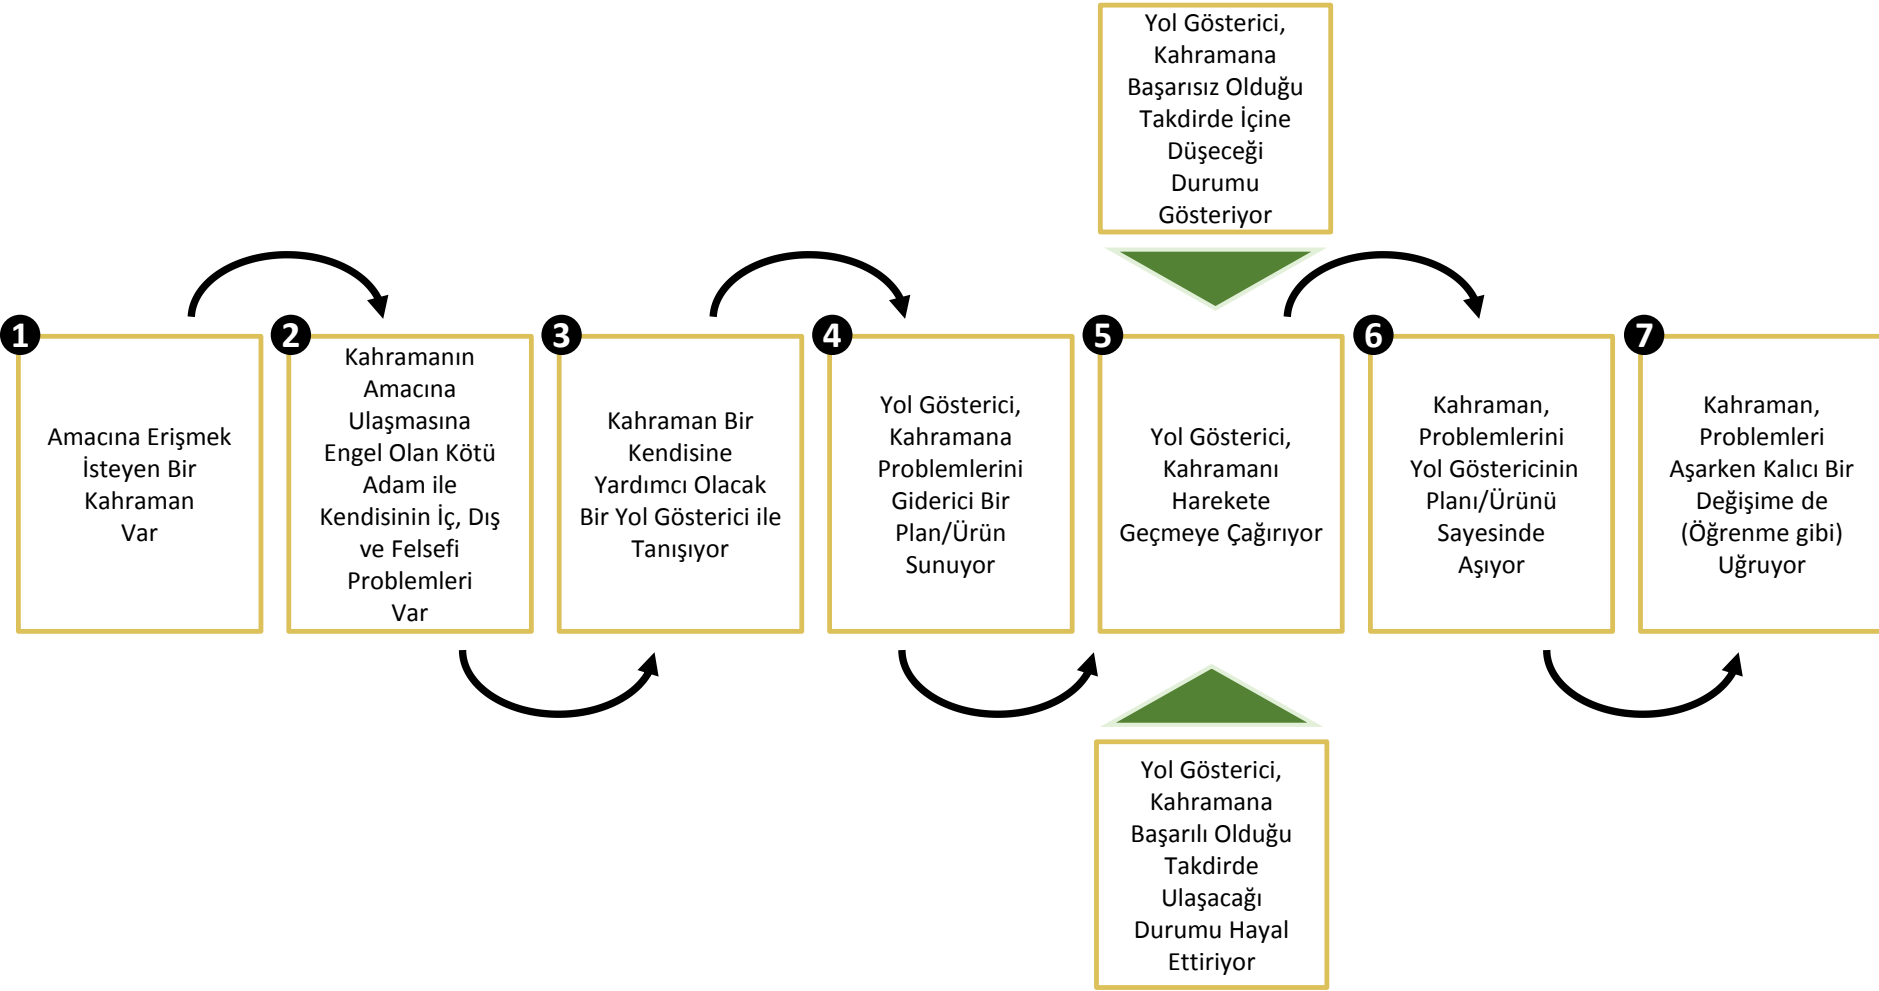 Yol Gösterici,
Kahramana
Başarısız Olduğu
Takdirde İçine
Düşeceği
Durumu
Gösteriyor
1
Amacına Erişmek
İsteyen Bir
Kahraman
Var
2
Kahramanın
Amacına
Ulaşmasına
Engel Olan Kötü
Adam ile
Kendisinin İç, Dış
ve Felsefi
Problemleri
Var
3
Kahraman Bir
Kendisine
Yardımcı Olacak
Bir Yol Gösterici ile
Tanışıyor
4
Yol Gösterici,
Kahramana
Problemlerini
Giderici Bir
Plan/Ürün
Sunuyor
5
Yol Gösterici,
Kahramanı
Harekete
Geçmeye Çağırıyor
6
Kahraman,
Problemlerini
Yol Göstericinin
Planı/Ürünü
Sayesinde
Aşıyor
7
Kahraman,
Problemleri
Aşarken Kalıcı Bir
Değişime de
(Öğrenme gibi)
Uğruyor
Yol Gösterici,
Kahramana
Başarılı Olduğu
Takdirde
Ulaşacağı
Durumu Hayal
Ettiriyor